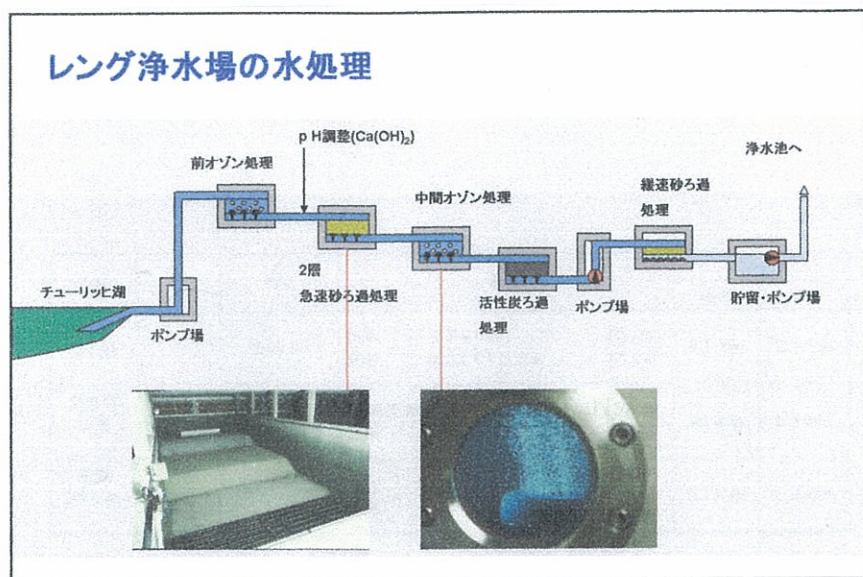 レング浄水場の水処理
pH調整(Ca(OH)₂)
前オゾン処理
中間オゾン処理
浄水池へ
緩速砂ろ過
処理
チューリッヒ湖
ポンプ場
2層
急速砂ろ過処理
活性炭ろ過
処理
ポンプ場
貯留・ポンプ場